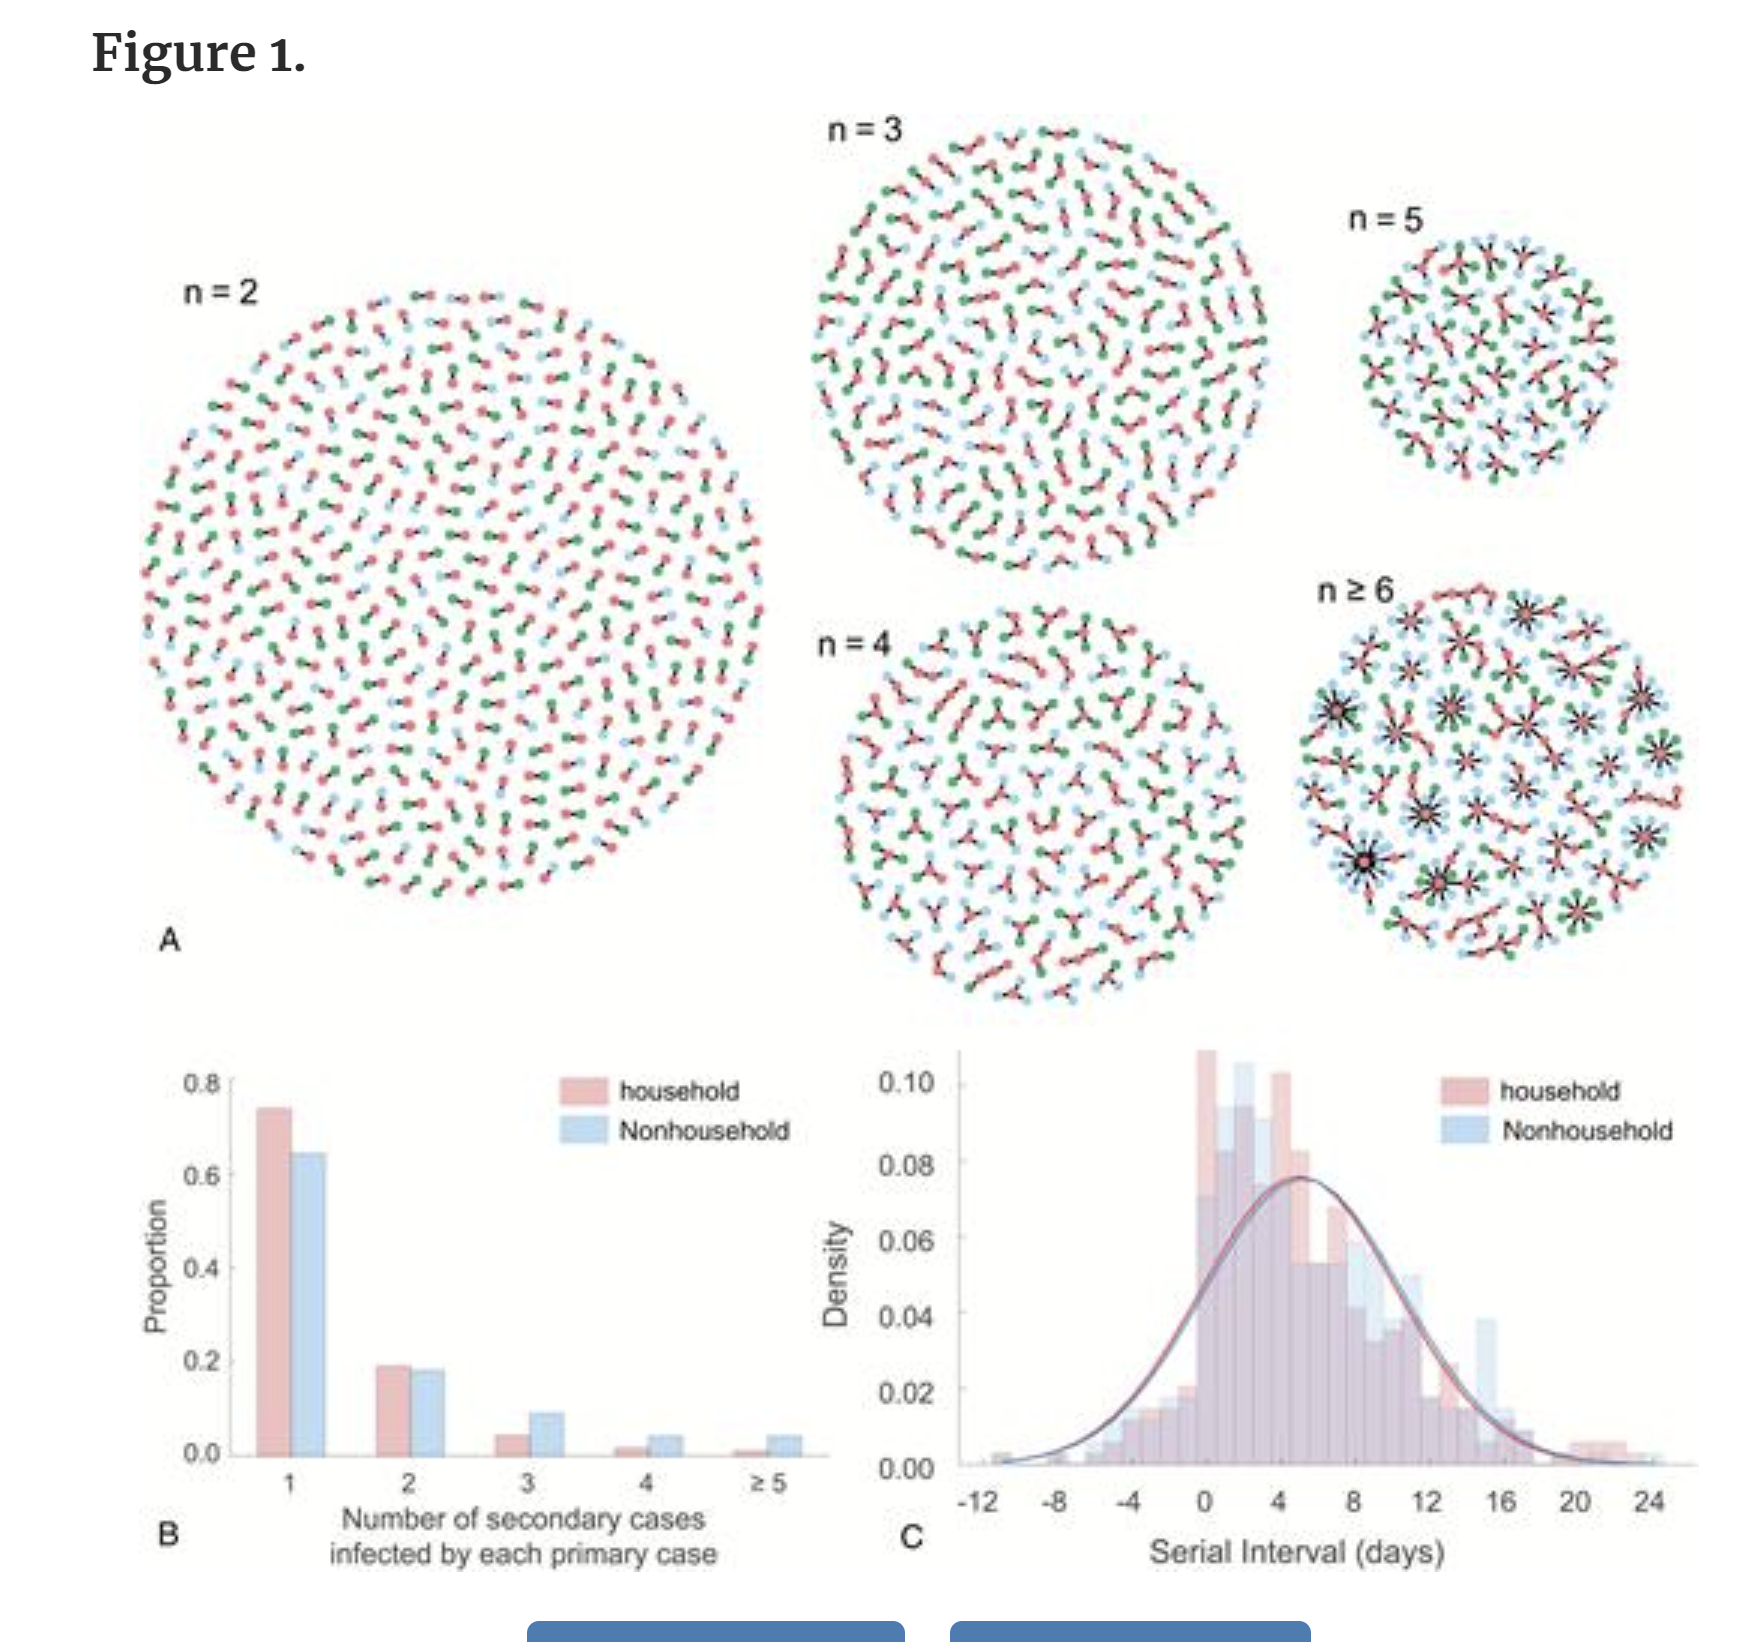 Figure 1.
n = 2
n = 3
n = 5
n = 4
n ≥ 6
A
0.8
0.6
0.4
0.2
0.0
Proportion
household
Nonhousehold
1 2 3 4 ≥ 5
Number of secondary cases
infected by each primary case
B
0.10
0.08
0.06
0.04
0.02
0.00
Density
household
Nonhousehold
-12 -8 -4 0 4 8 12 16 20 24
Serial Interval (days)
C